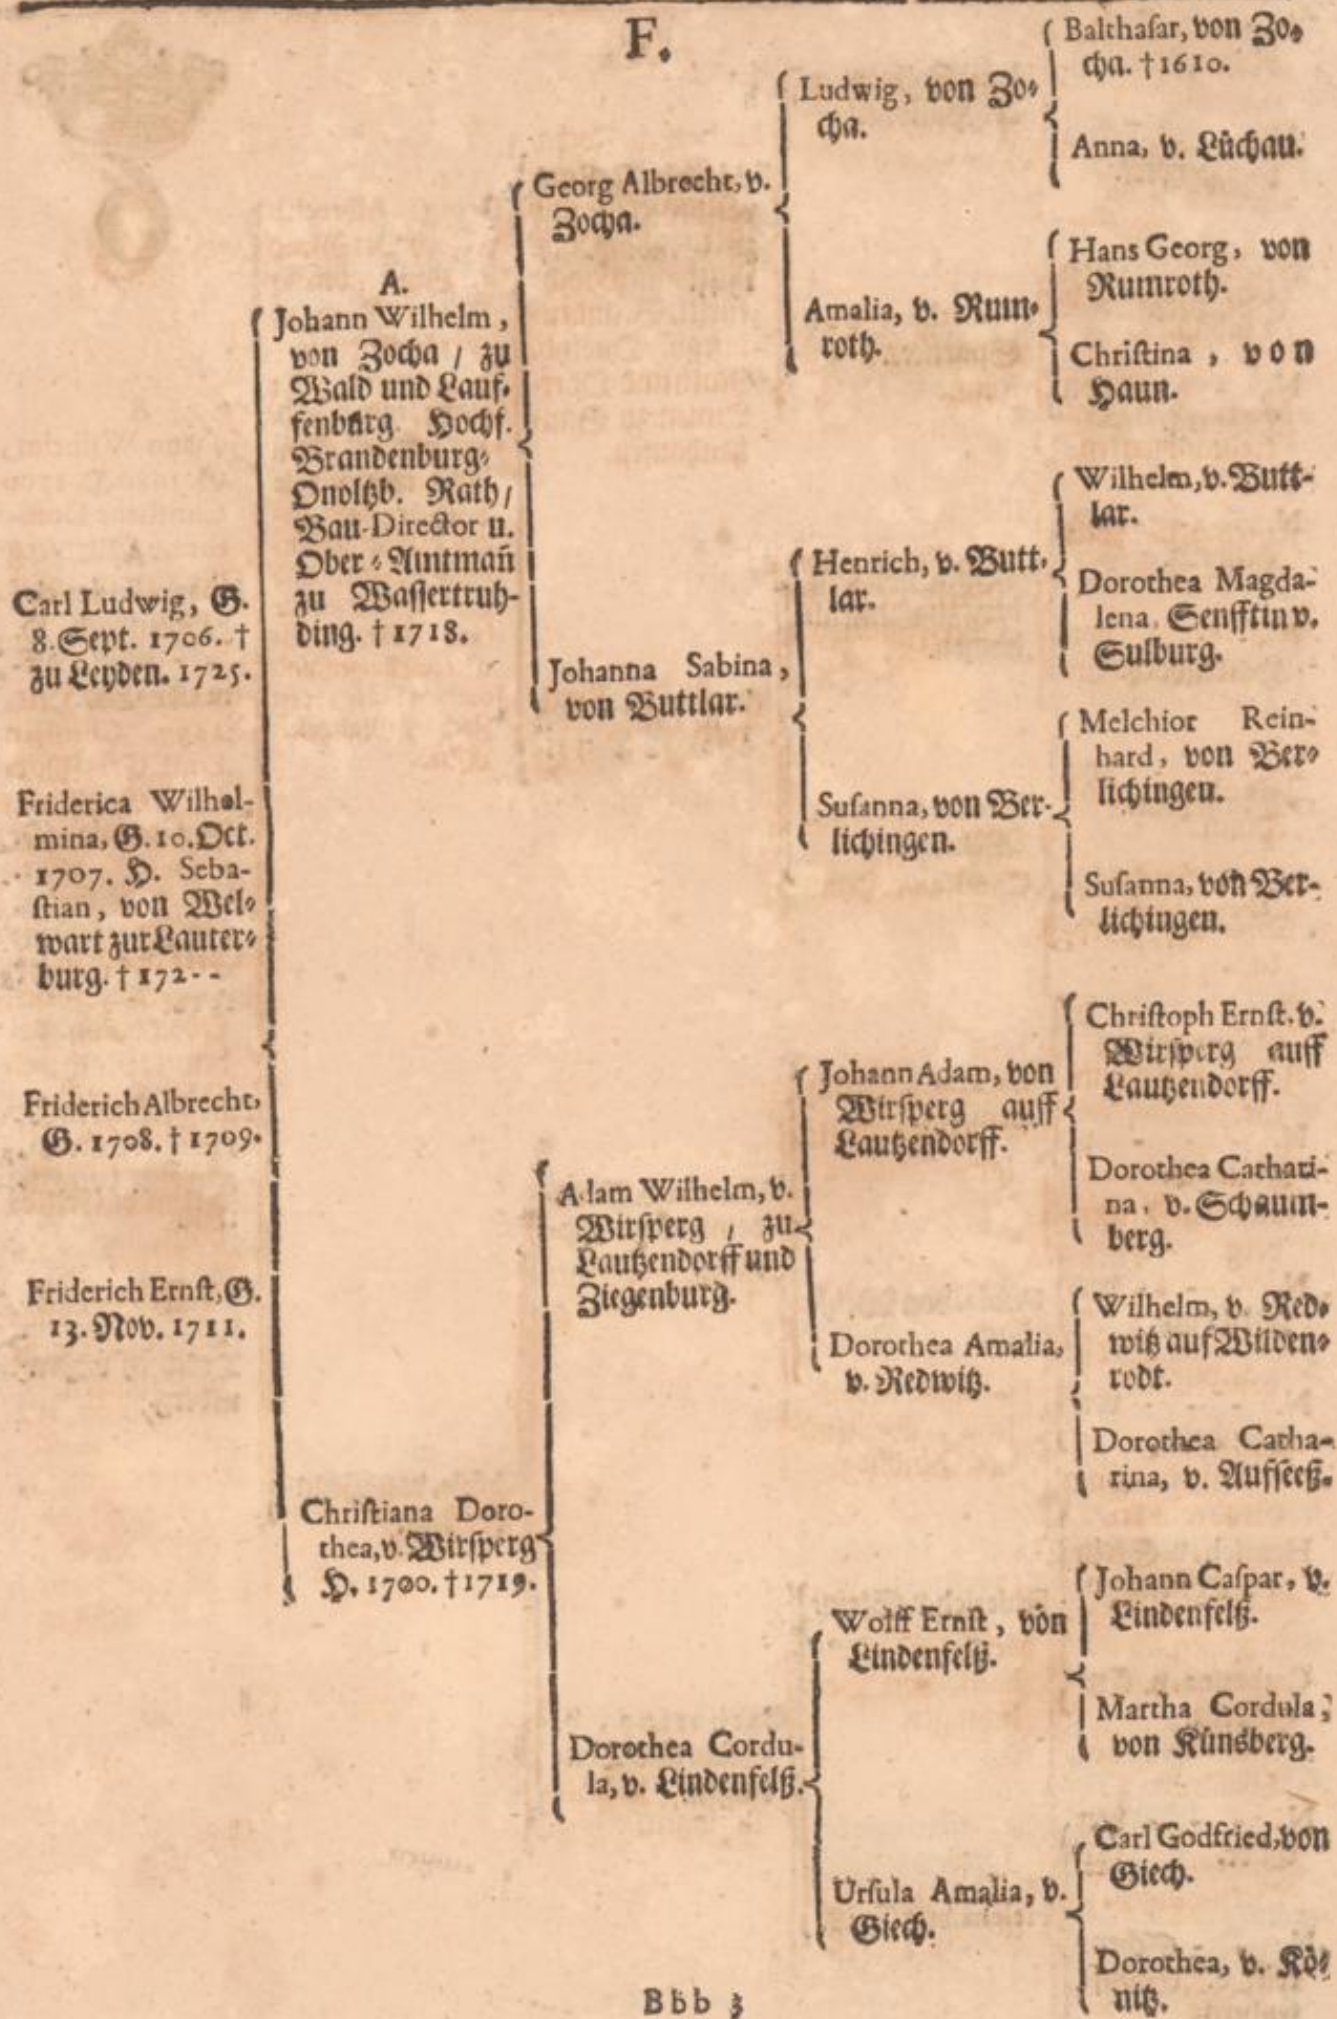 F.
Carl Ludwig, G.
8. Sept. 1706. †
zu Leyden. 1725.
Friderica Wilhel-
mina, G. 10. Oct.
1707. H. Seba-
ſtian, von Wel-
wart zur Lauter-
burg. † 172--
Friderich Albrecht,
G. 1708. † 1709.
Friderich Ernſt, G.
13. Nov. 1711.
A.
Johann Wilhelm,
von Zocha / zu
Wald und Lauf-
fenburg Hochf.
Brandenburg-
Onoltzb. Rath /
Bau-Director u.
Ober-Amtmañ
zu Waſſertruh-
ding. † 1718.
Chriſtiana Doro-
thea, v. Wirſperg
H. 1700. † 1719.
Georg Albrecht, v.
Zocha.
Johanna Sabina,
von Buttlar.
Adam Wilhelm, v.
Wirſperg / zu
Lautzendorff und
Ziegenburg.
Dorothea Cordu-
la, v. Lindenfelß.
Ludwig, von Zo-
cha.
Amalia, v. Rum-
roth.
Henrich, v. Butt-
lar.
Suſanna, von Ber-
lichingen.
Johann Adam, von
Wirſperg auff
Lautzendorff.
Dorothea Amalia,
v. Redwitz.
Wolff Ernſt, von
Lindenfelß.
Urſula Amalia, v.
Giech.
Balthaſar, von Zo-
cha. † 1610.
Anna, v. Lüchau.
Hans Georg, von
Rumroth.
Chriſtina, von
Haun.
Wilhelm, v. Butt-
lar.
Dorothea Magda-
lena, Senfftin v.
Sulburg.
Melchior Rein-
hard, von Ber-
lichingen.
Suſanna, von Ber-
lichingen.
Chriſtoph Ernſt, v.
Wirſperg auff
Lautzendorff.
Dorothea Cathari-
na, v. Schaum-
berg.
Wilhelm, v. Red-
witz auf Wilden-
rodt.
Dorothea Catha-
rina, v. Aufſeeß.
Johann Caſpar, v.
Lindenfelß.
Martha Cordula,
von Künsberg.
Carl Godfried, von
Giech.
Dorothea, v. Kö-
nitz.
Bbb 3